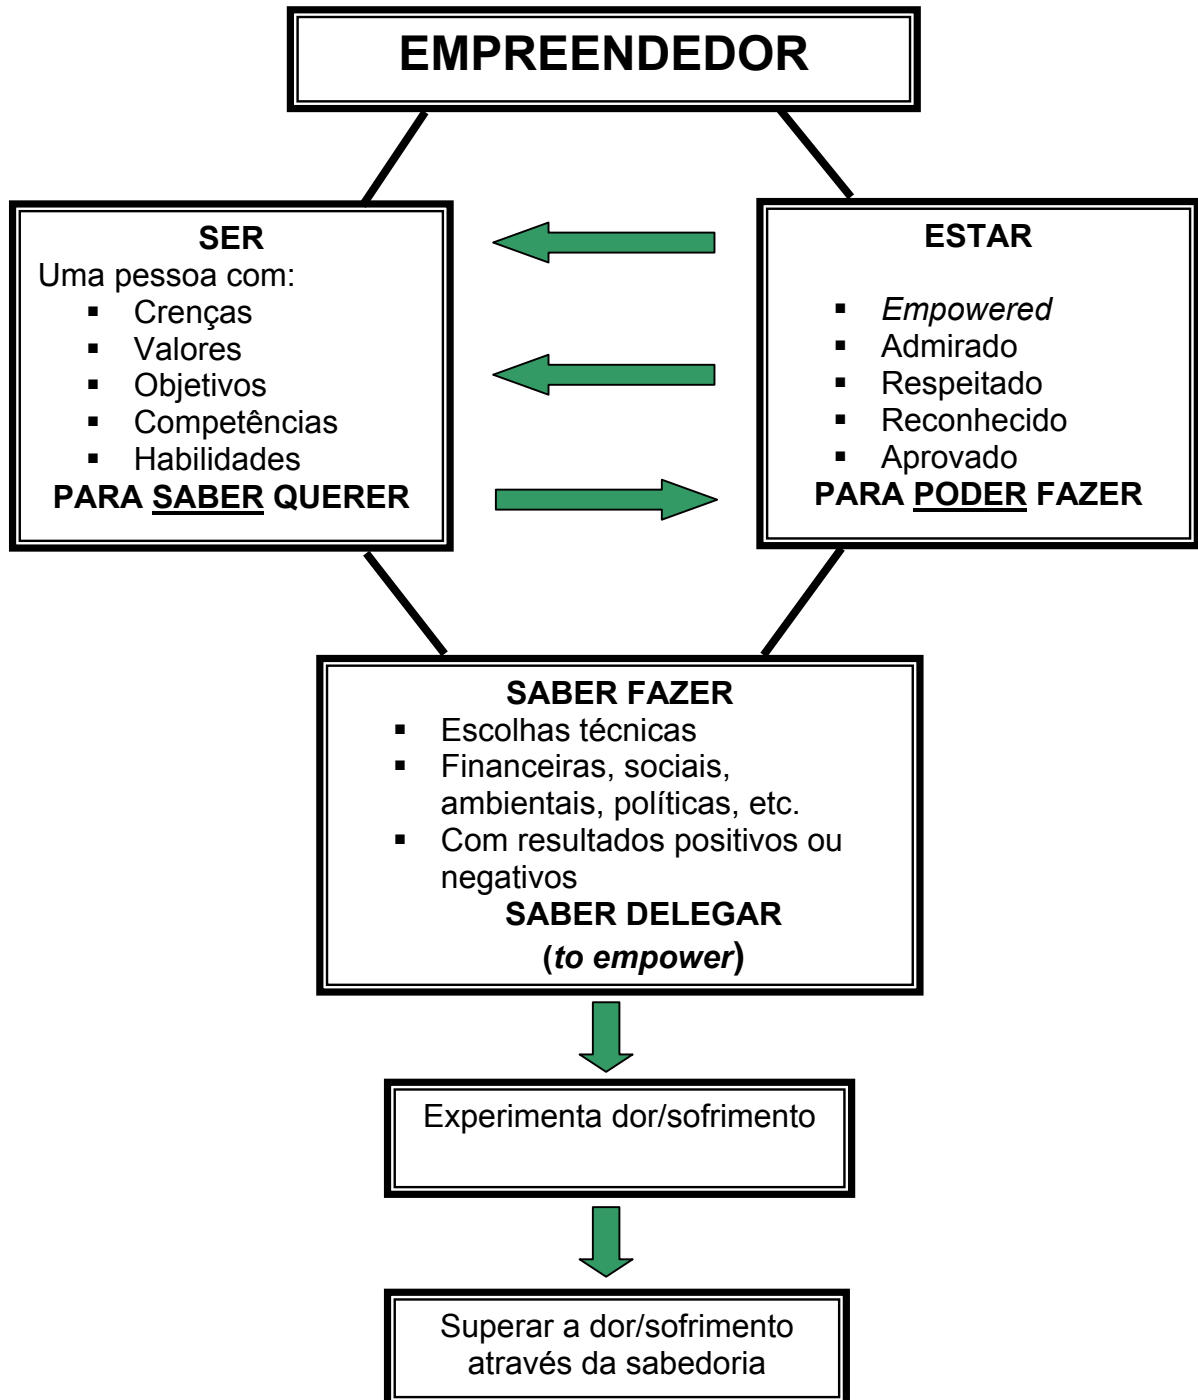 EMPREENDEDOR
SER
Uma pessoa com:
▪ Crenças
▪ Valores
▪ Objetivos
▪ Competências
▪ Habilidades
PARA SABER QUERER
ESTAR
▪ Empowered
▪ Admirado
▪ Respeitado
▪ Reconhecido
▪ Aprovado
PARA PODER FAZER
SABER FAZER
▪ Escolhas técnicas
▪ Financeiras, sociais,
ambientais, políticas, etc.
▪ Com resultados positivos ou
negativos
SABER DELEGAR
(to empower)
Experimenta dor/sofrimento
Superar a dor/sofrimento
através da sabedoria